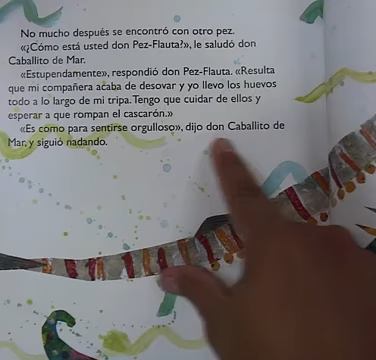 No mucho después se encontró con otro pez.
«¿Cómo está usted don Pez-Flauta?», le saludó don
Caballito de Mar.
«Estupendamente», respondió don Pez-Flauta. «Resulta
que mi compañera acaba de desovar y yo llevo los huevos
todo a lo largo de mi tripa. Tengo que cuidar de ellos y
esperar a que rompan el cascarón.»
«Es como para sentirse orgulloso», dijo don Caballito de
Mar, y siguió nadando.